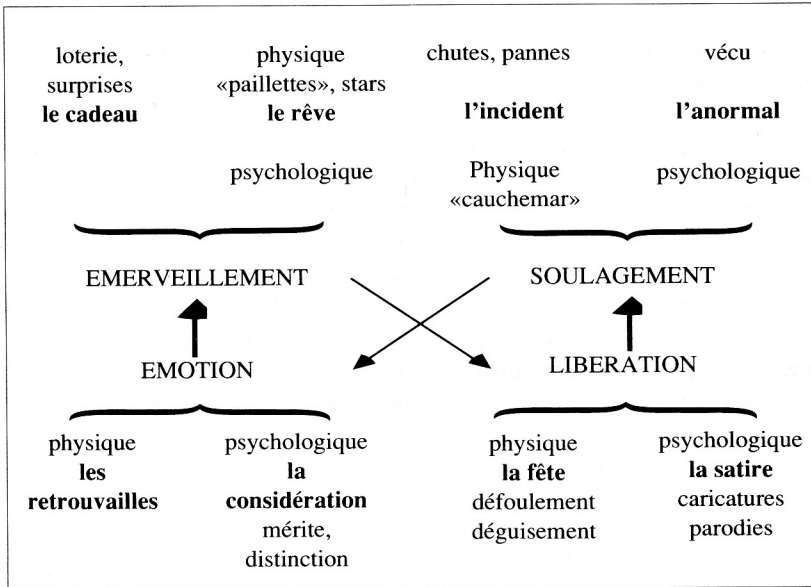 loterie,
surprises
le cadeau
physique
«paillettes», stars
le rêve
psychologique
chutes, pannes
l'incident
Physique
«cauchemar»
vécu
l'anormal
psychologique
EMERVEILLEMENT
SOULAGEMENT
EMOTION
LIBERATION
physique
les
retrouvailles
psychologique
la
considération
mérite,
distinction
physique
la fête
défoulement
déguisement
psychologique
la satire
caricatures
parodies